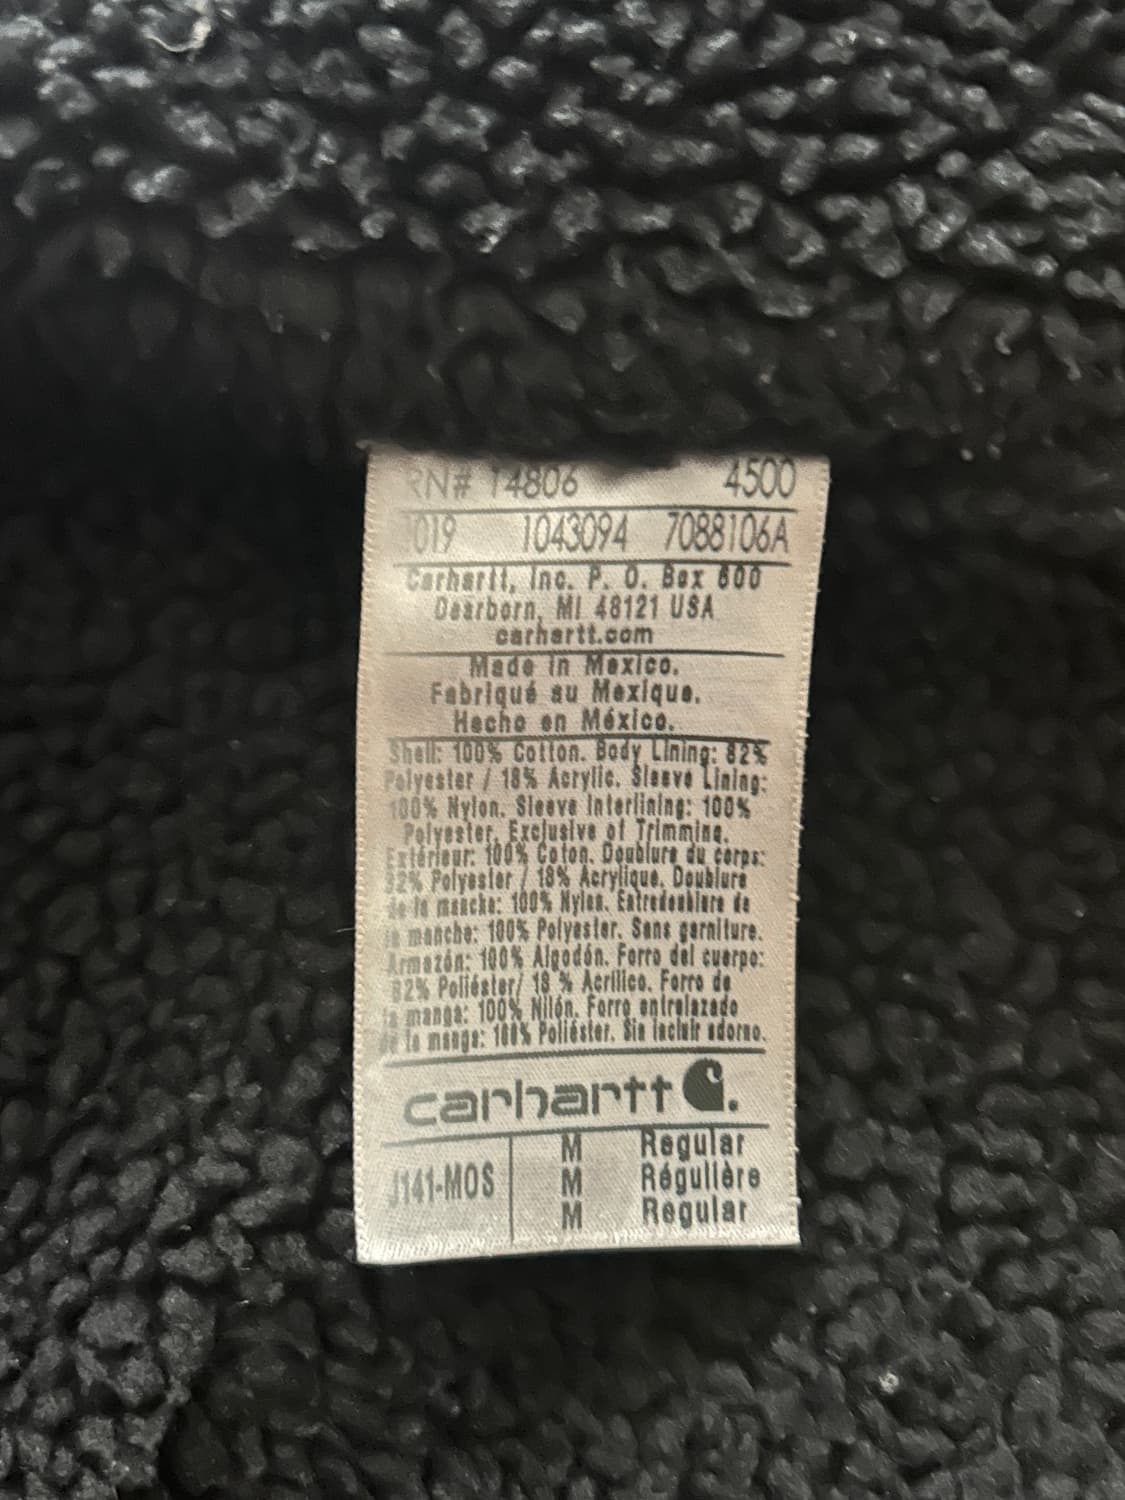 RN# 14806 4500
1019 1043094 7088106A
Carhartt, Inc. P. O. Box 600
Dearborn, MI 48121 USA
carhartt.com
Made in Mexico.
Fabriqué au Mexique.
Hecho en México.
Shell: 100% Cotton. Body Lining: 82%
Polyester / 18% Acrylic. Sleeve Lining:
100% Nylon. Sleeve Interlining: 100%
Polyester. Exclusive of Trimming.
Extérieur: 100% Coton. Doublure du corps:
82% Polyester / 18% Acrylique. Doublure
de la manche: 100% Nylon. Entredoublure de
la manche: 100% Polyester. Sans garniture.
Armazón: 100% Algodón. Forro del cuerpo:
82% Poliéster/ 18 % Acrílico. Forro de
la manga: 100% Nilón. Forro entrelazado
de la manga: 100% Poliéster. Sin incluir adorno.
carhartt
J141-MOS
M Regular
M Régulière
M Regular